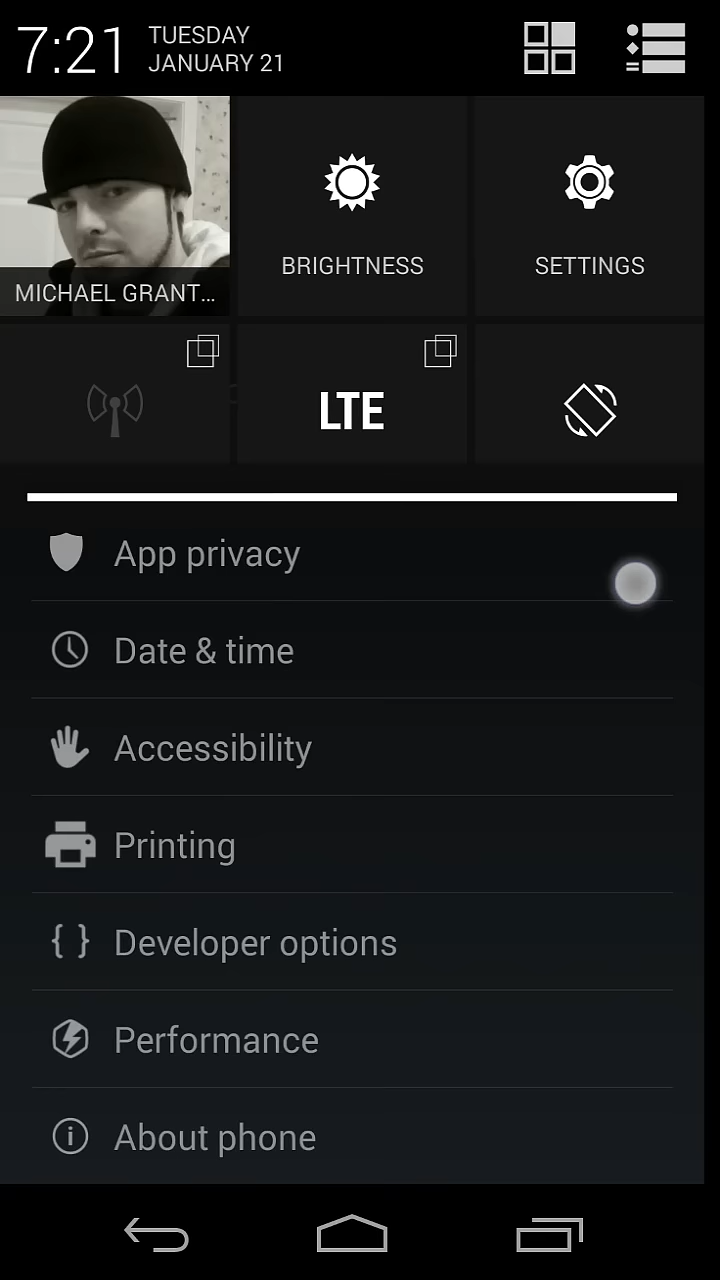 7:21
TUESDAY
JANUARY 21
MICHAEL GRANT...
BRIGHTNESS
SETTINGS
LTE
App privacy
Date & time
Accessibility
Printing
{ } Developer options
Performance
About phone